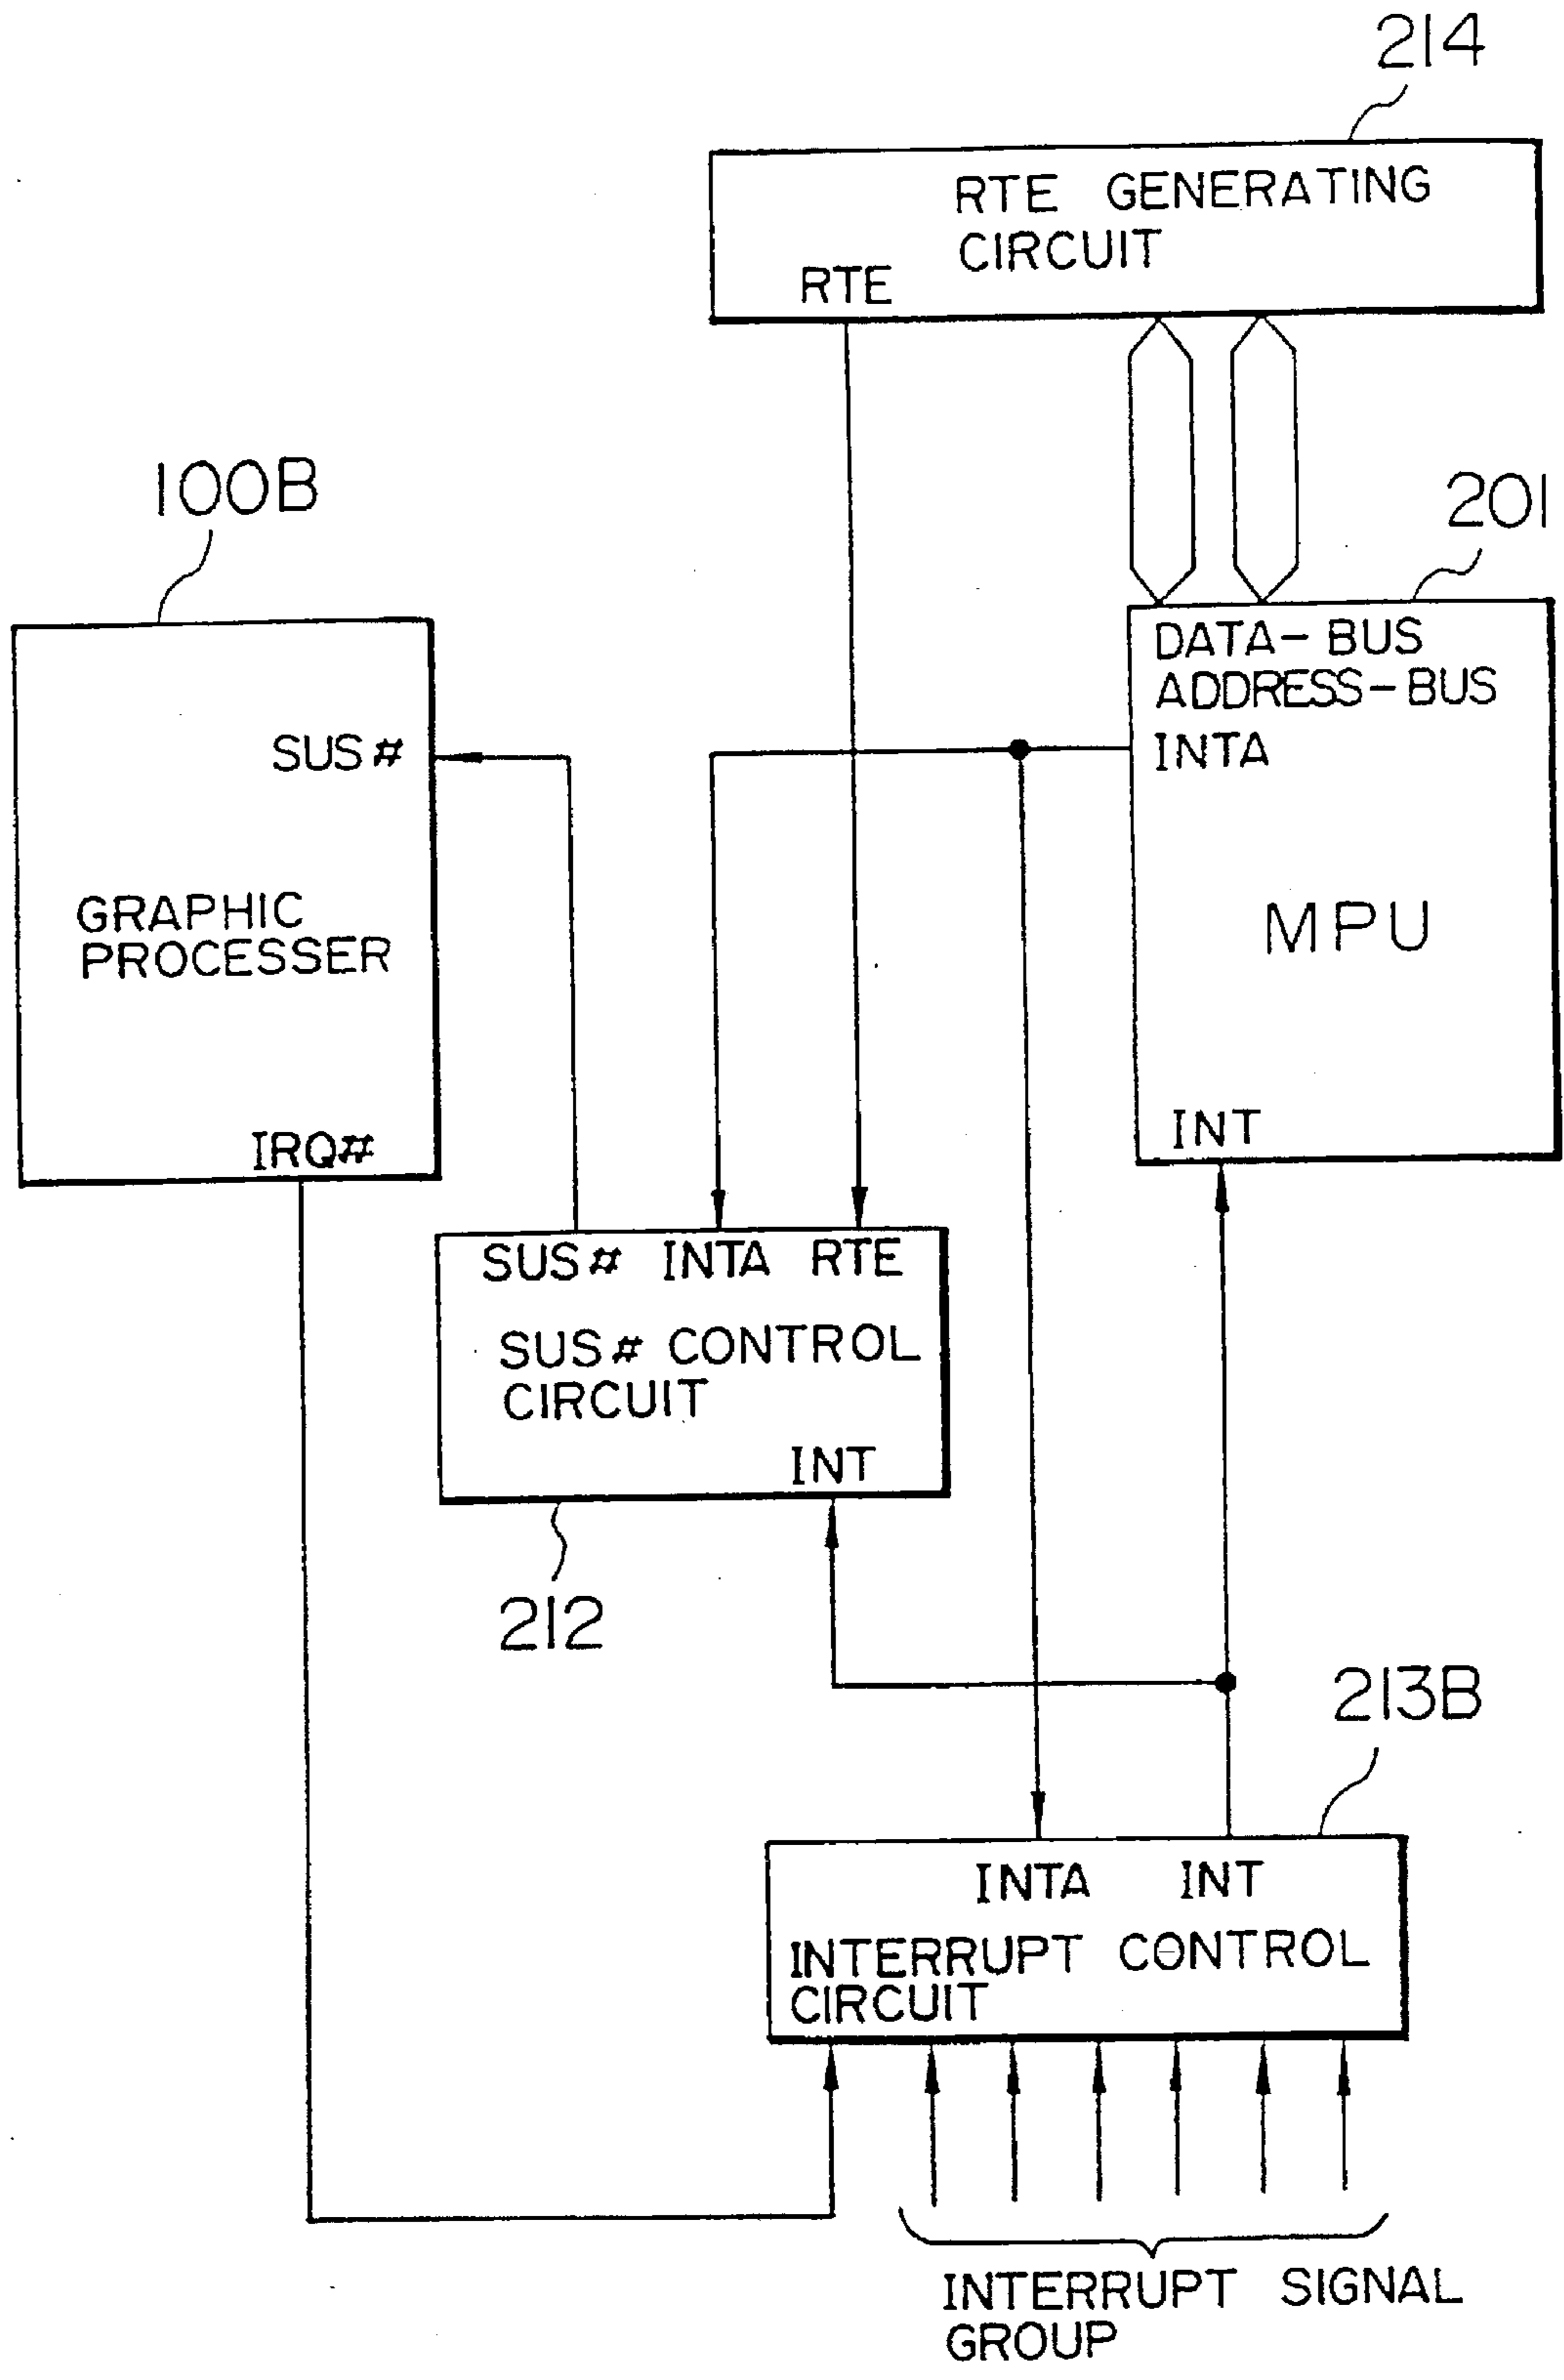 214
RTE GENERATING
CIRCUIT
RTE
100B
201
DATA-BUS
ADDRESS-BUS
INTA
SUS#
GRAPHIC
PROCESSER
MPU
INT
IRQ#
SUS# INTA RTE
SUS# CONTROL
CIRCUIT
INT
212
213B
INTA INT
INTERRUPT CONTROL
CIRCUIT
INTERRUPT SIGNAL
GROUP